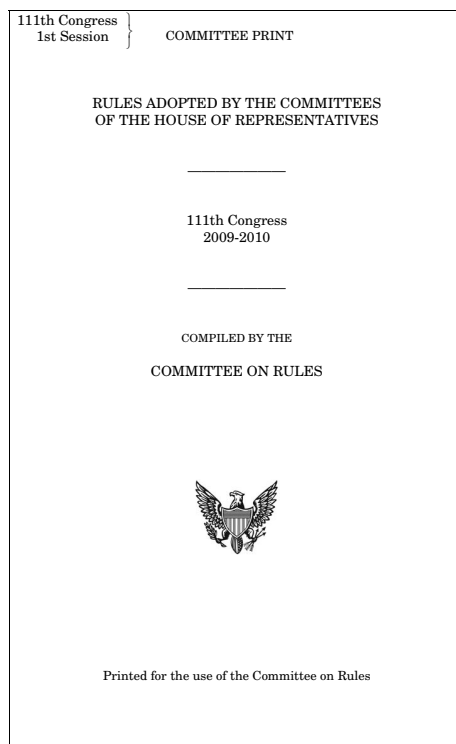 111th Congress
1st Session
COMMITTEE PRINT
RULES ADOPTED BY THE COMMITTEES
OF THE HOUSE OF REPRESENTATIVES
111th Congress
2009-2010
COMPILED BY THE
COMMITTEE ON RULES
Printed for the use of the Committee on Rules